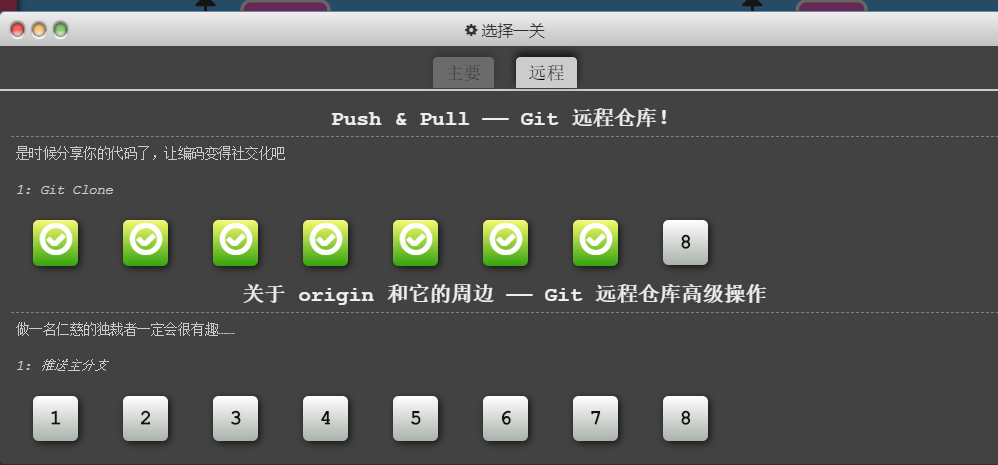 选择一关
主要 远程
Push & Pull —— Git 远程仓库！
是时候分享你的代码了，让编码变得社交化吧
1: Git Clone
8
关于 origin 和它的周边 —— Git 远程仓库高级操作
做一名仁慈的独裁者一定会很有趣……
1: 推送主分支
1 2 3 4 5 6 7 8